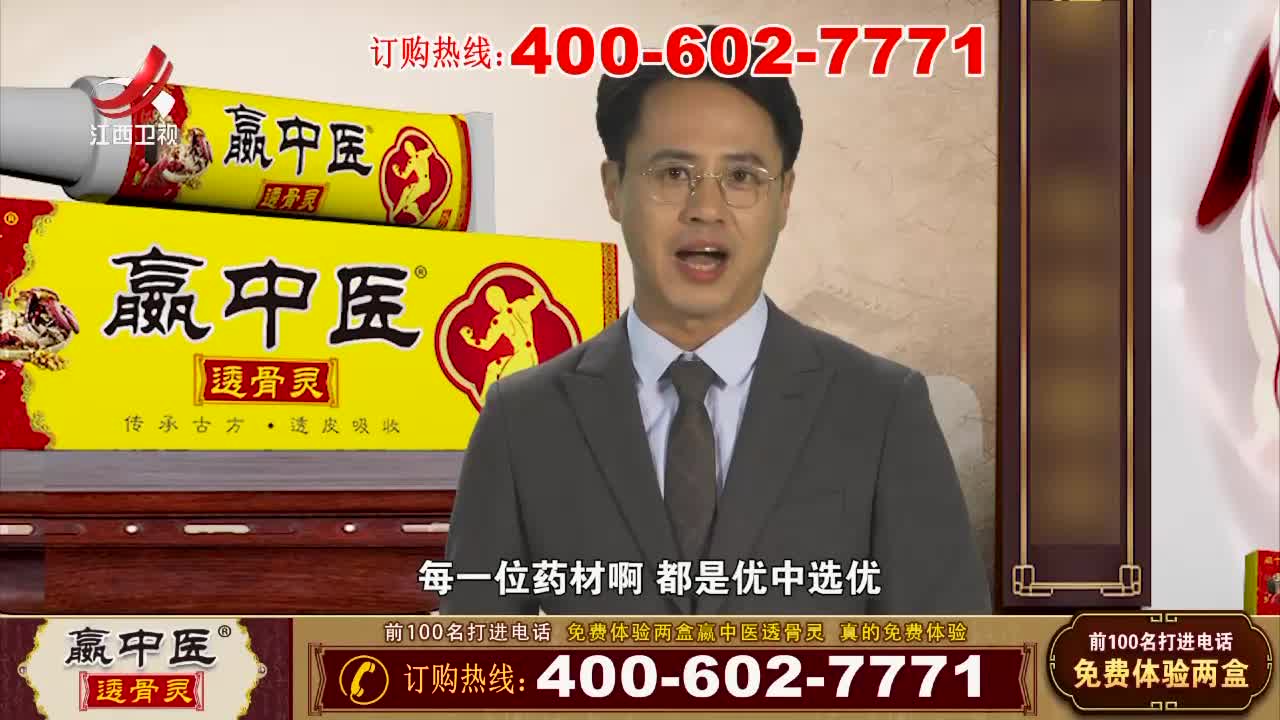 订购热线:400-602-7771
江西卫视
广告
赢中医®
透骨灵
®
赢中医®
透骨灵
传承古方·透皮吸收
每一位药材啊 都是优中选优
赢中医®
透骨灵
前100名打进电话 免费体验两盒赢中医透骨灵 真的免费体验
订购热线:400-602-7771
前100名打进电话
免费体验两盒